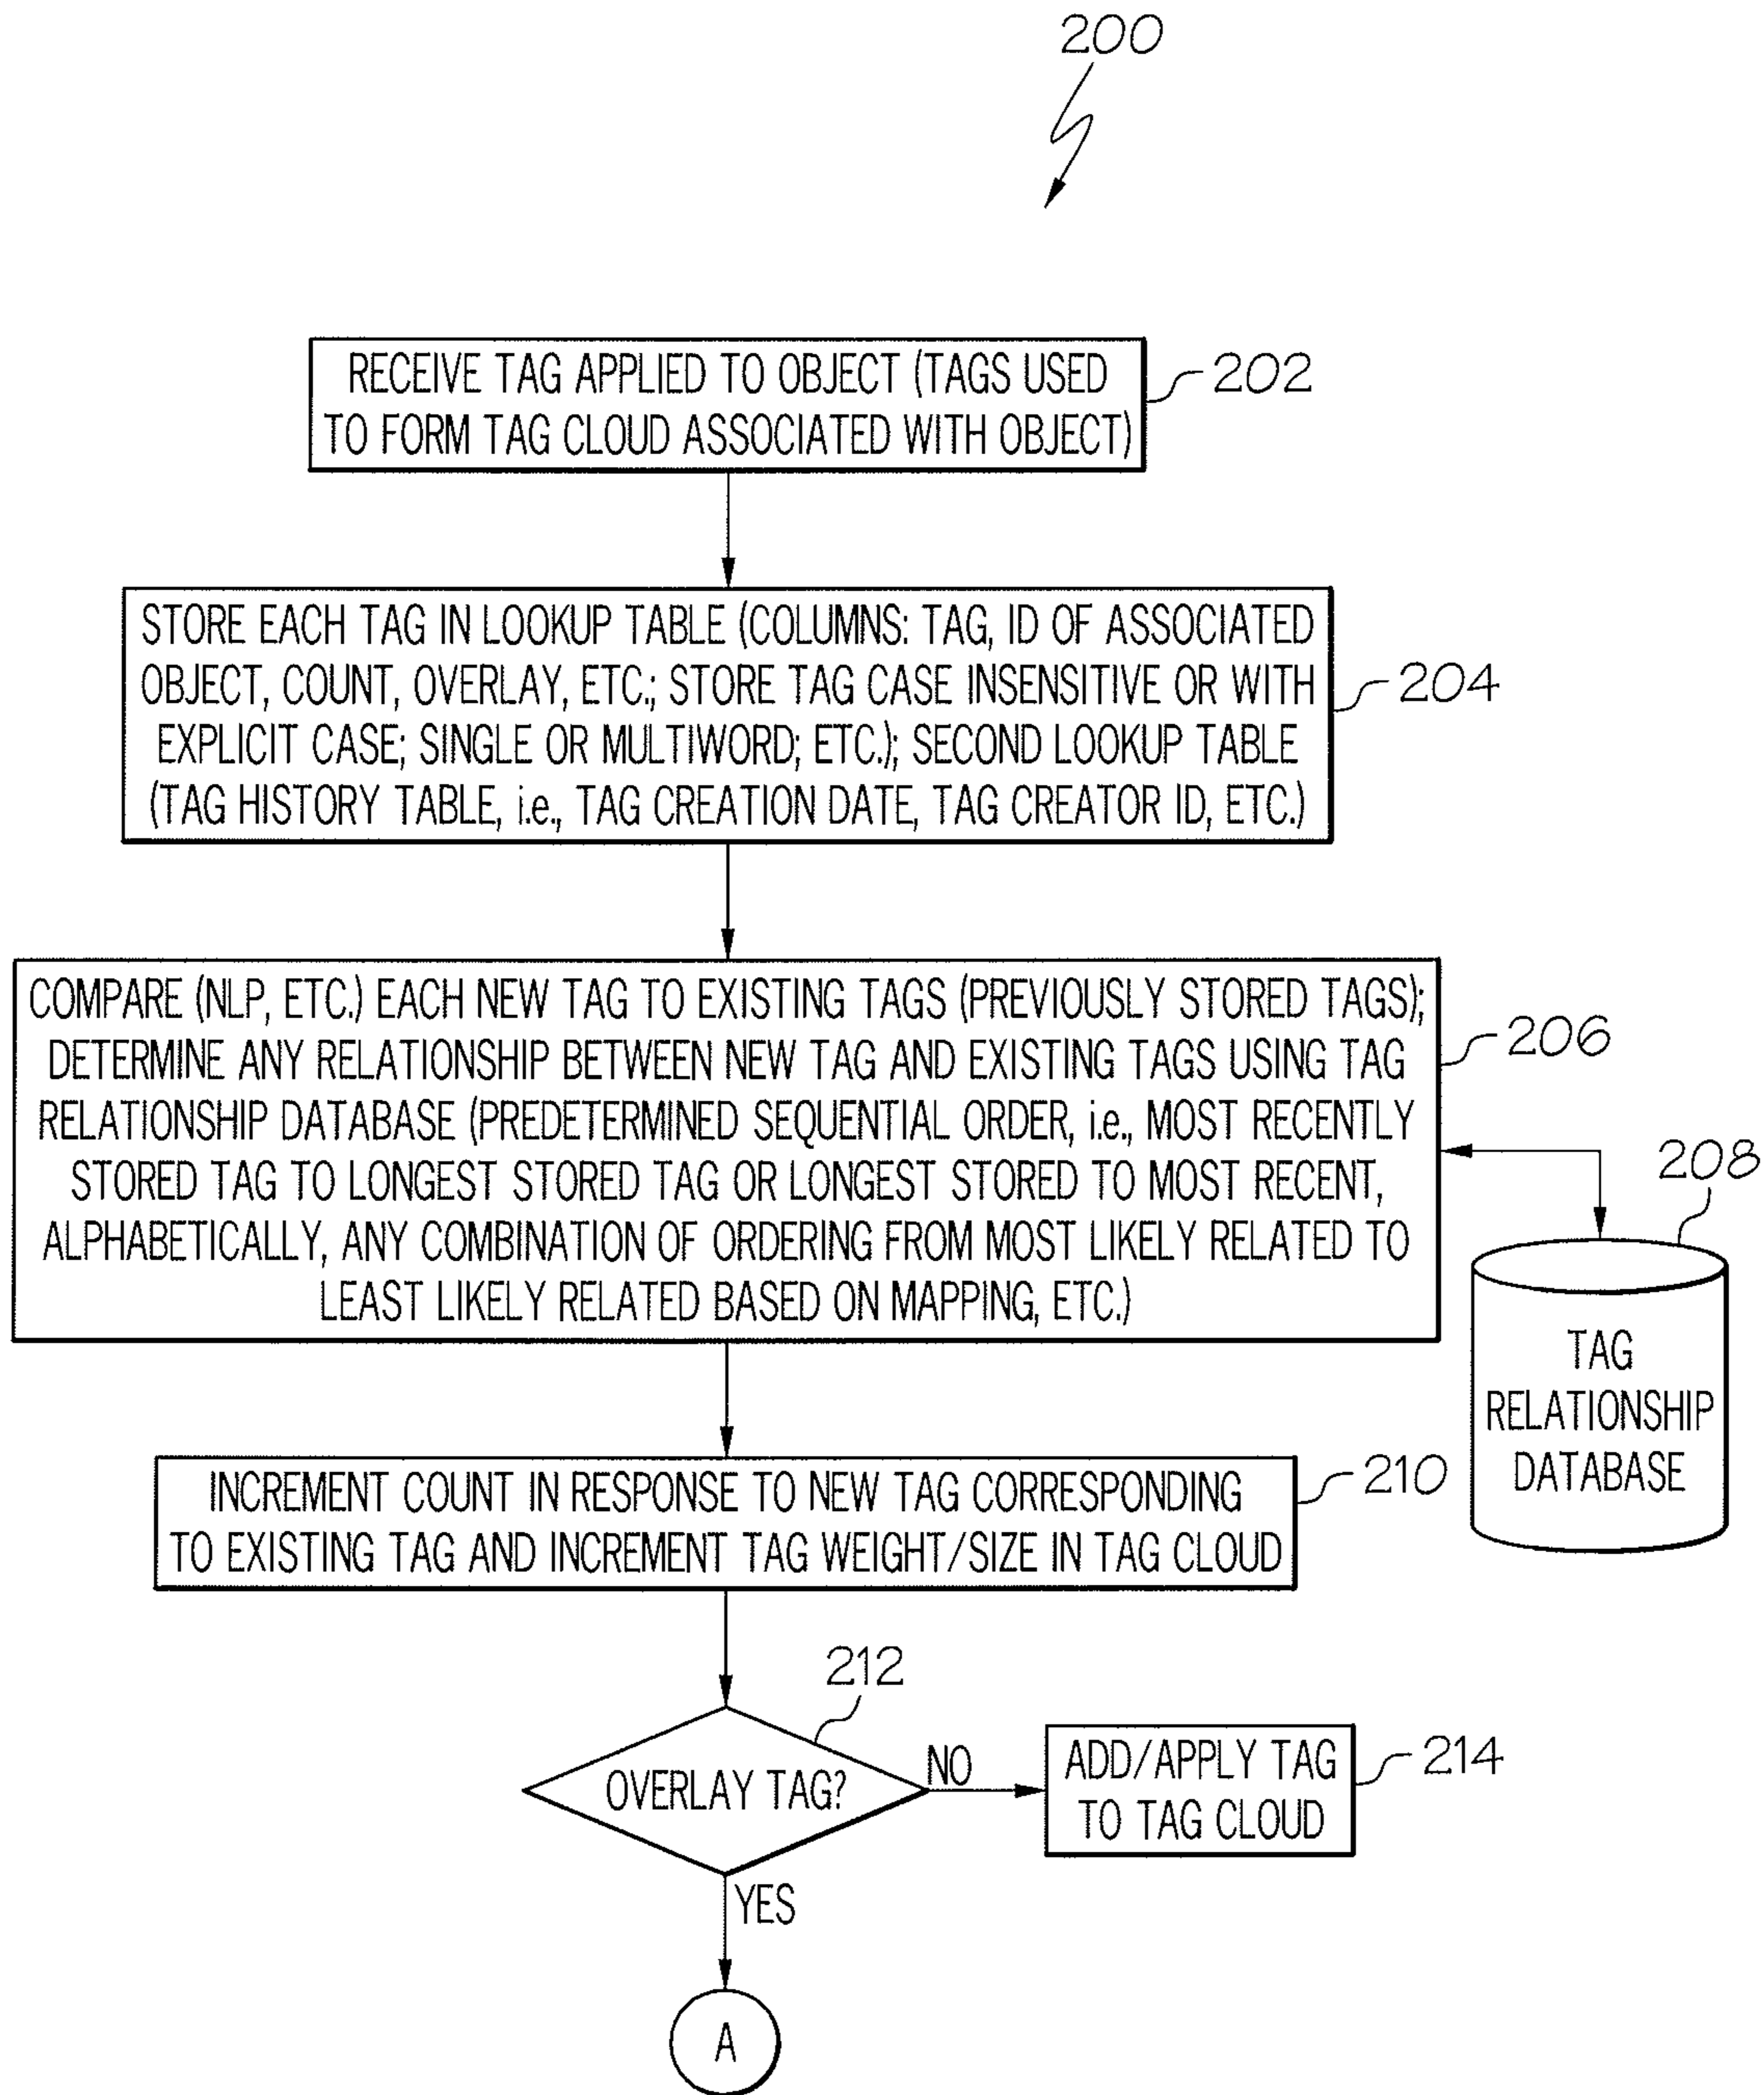 200
RECEIVE TAG APPLIED TO OBJECT (TAGS USED
TO FORM TAG CLOUD ASSOCIATED WITH OBJECT)
202
STORE EACH TAG IN LOOKUP TABLE (COLUMNS: TAG, ID OF ASSOCIATED
OBJECT, COUNT, OVERLAY, ETC.; STORE TAG CASE INSENSITIVE OR WITH
EXPLICIT CASE; SINGLE OR MULTIWORD; ETC.); SECOND LOOKUP TABLE
(TAG HISTORY TABLE, i.e., TAG CREATION DATE, TAG CREATOR ID, ETC.)
204
COMPARE (NLP, ETC.) EACH NEW TAG TO EXISTING TAGS (PREVIOUSLY STORED TAGS);
DETERMINE ANY RELATIONSHIP BETWEEN NEW TAG AND EXISTING TAGS USING TAG
RELATIONSHIP DATABASE (PREDETERMINED SEQUENTIAL ORDER, i.e., MOST RECENTLY
STORED TAG TO LONGEST STORED TAG OR LONGEST STORED TO MOST RECENT,
ALPHABETICALLY, ANY COMBINATION OF ORDERING FROM MOST LIKELY RELATED TO
LEAST LIKELY RELATED BASED ON MAPPING, ETC.)
206
208
TAG
RELATIONSHIP
DATABASE
INCREMENT COUNT IN RESPONSE TO NEW TAG CORRESPONDING
TO EXISTING TAG AND INCREMENT TAG WEIGHT/SIZE IN TAG CLOUD
210
212
OVERLAY TAG?
NO
ADD/APPLY TAG
TO TAG CLOUD
214
YES
A